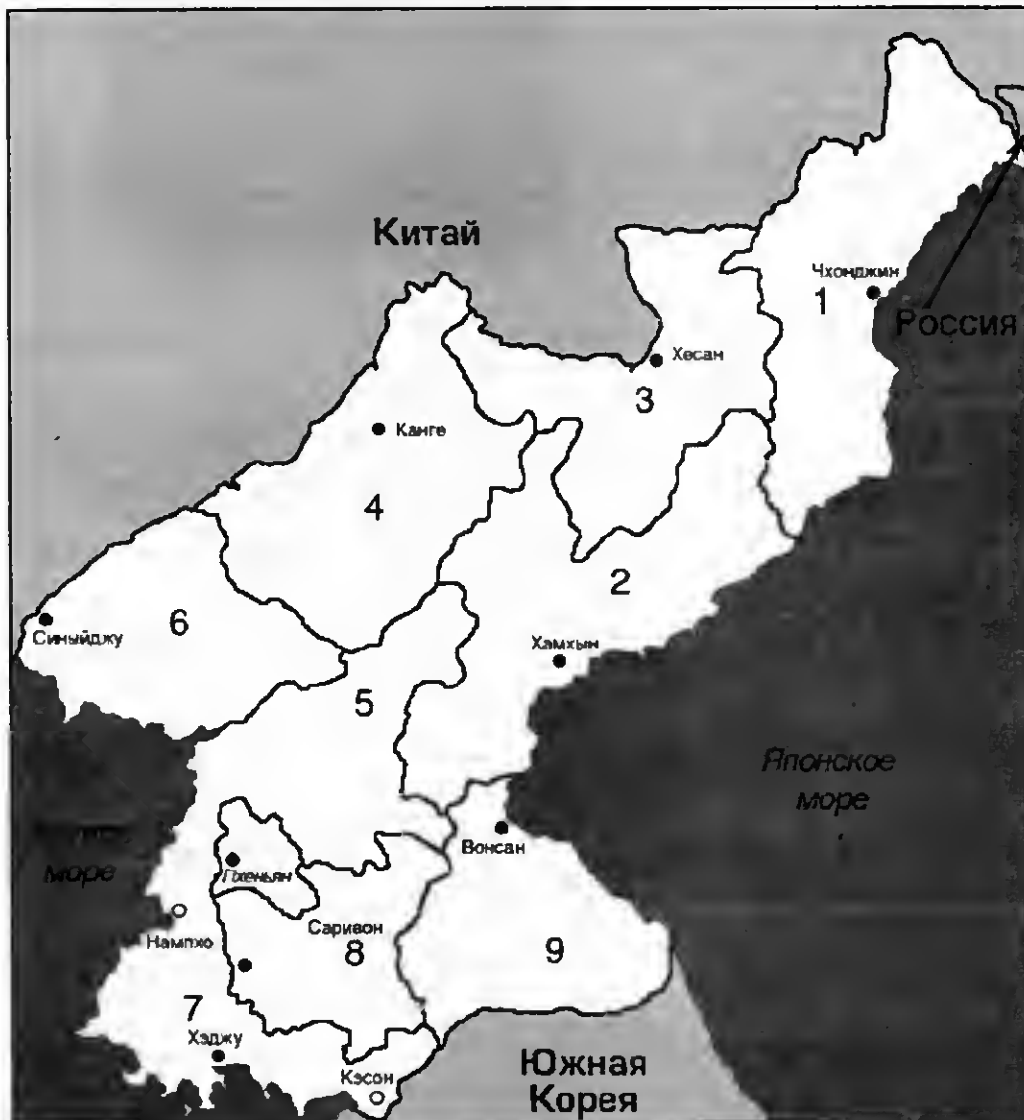 Китай
Чхонджин
1
Россия
Хесан
3
Канге
4
2
Синыйджу
6
Хамхын
5
Японское
море
Вонсан
море
Пхеньян
Нампхо
Саривон
8
9
7
Хэджу
Кэсон
Южная
Корея